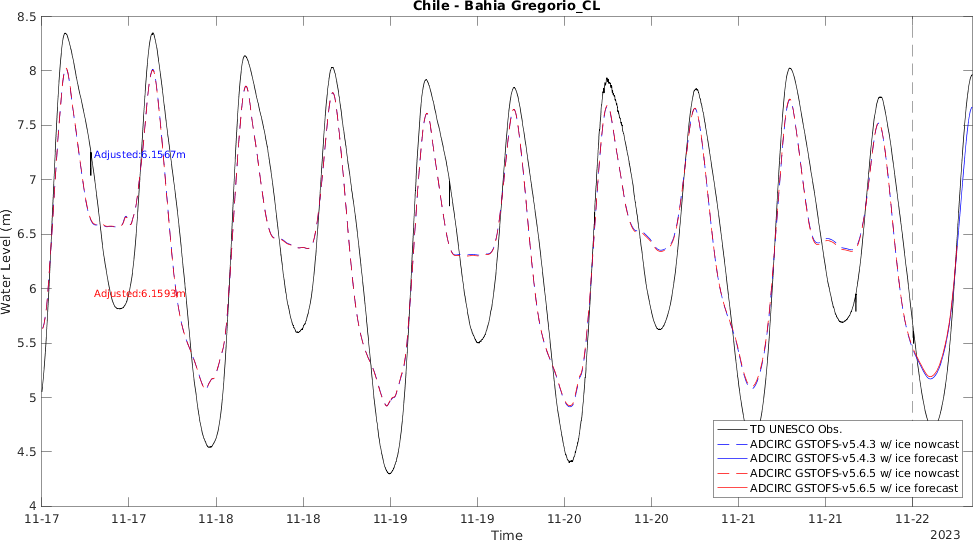 Chile - Bahia Gregorio_CL
8.5
8
7.5
7
6.5
6
5.5
5
4.5
4
Water Level (m)
Adjusted:6.1567m
Adjusted:6.1593m
TD UNESCO Obs.
ADCIRC GSTOFS-v5.4.3 w/ ice nowcast
ADCIRC GSTOFS-v5.4.3 w/ ice forecast
ADCIRC GSTOFS-v5.6.5 w/ ice nowcast
ADCIRC GSTOFS-v5.6.5 w/ ice forecast
11-17 11-17 11-18 11-18 11-19 11-19 11-20 11-20 11-21 11-21 11-22
Time
2023